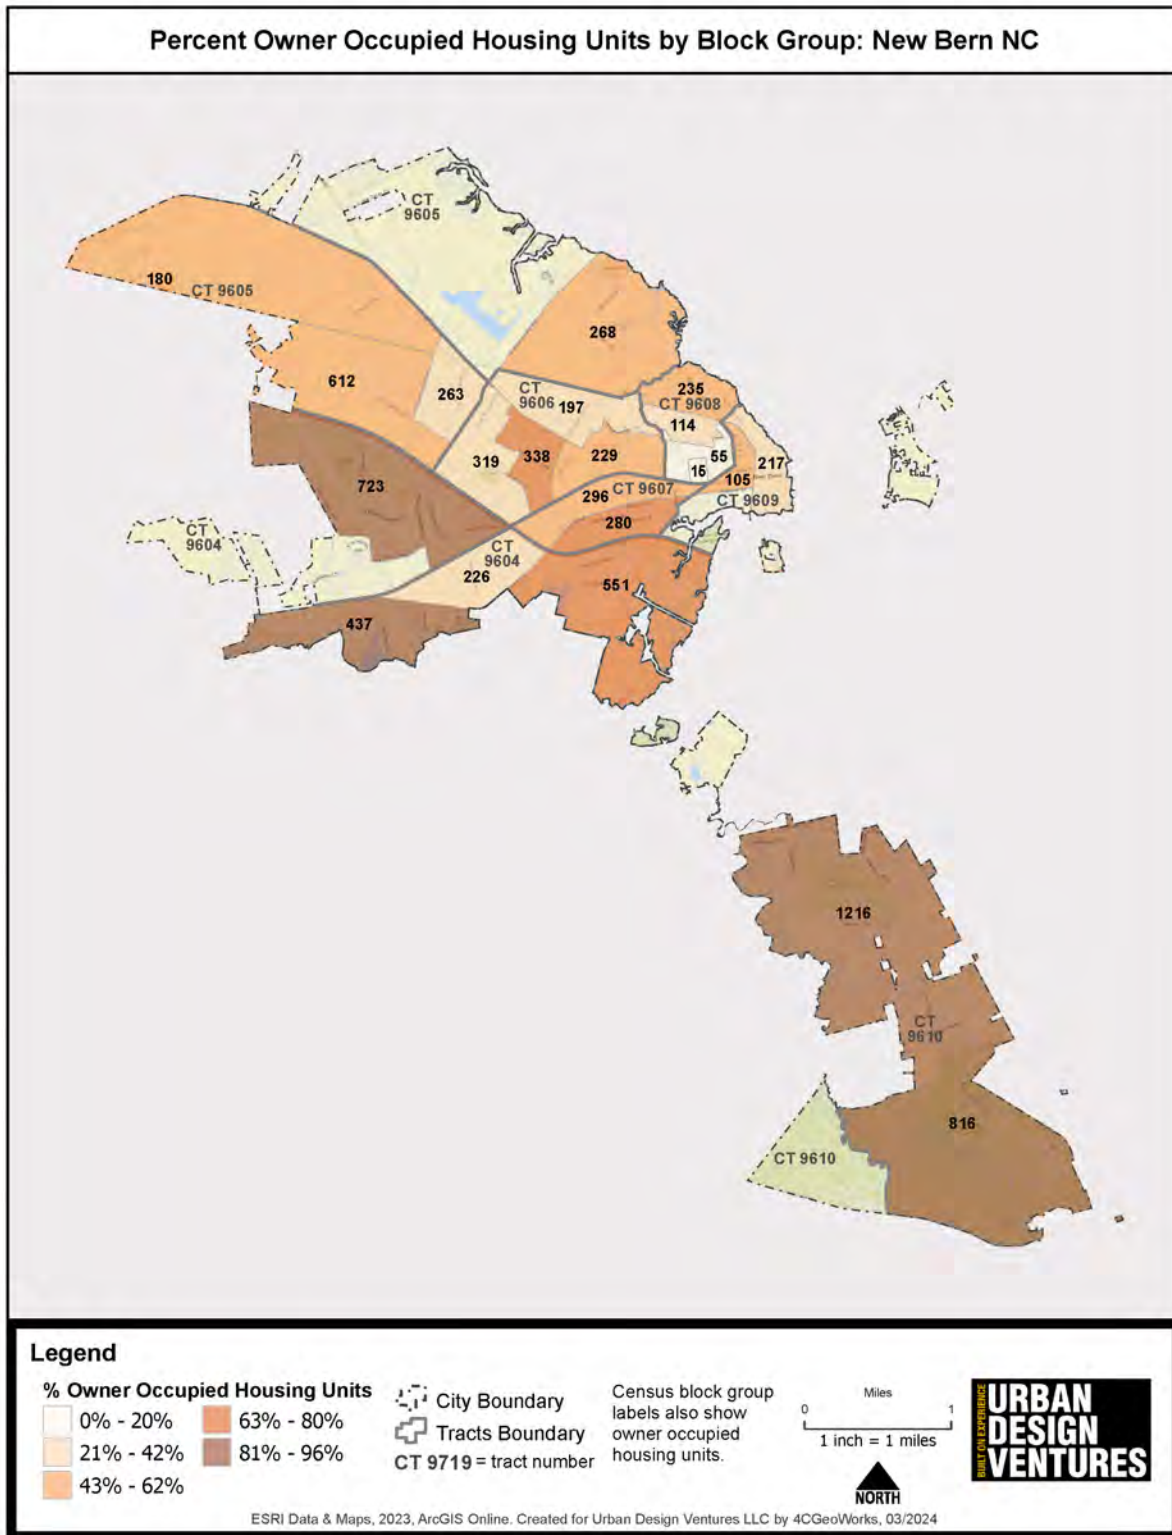 Percent Owner Occupied Housing Units by Block Group: New Bern NC
CT
9605
180
CT 9605
268
612
263
CT
9606
197
235
CT 9608
114
319
338
229
55
15
217
105
723
296
CT 9607
CT 9609
280
CT
9604
CT
9604
226
551
437
1216
CT
9610
816
CT 9610
Legend
% Owner Occupied Housing Units
0% - 20%
21% - 42%
43% - 62%
63% - 80%
81% - 96%
City Boundary
Tracts Boundary
CT 9719 = tract number
Census block group
labels also show
owner occupied
housing units.
Miles
0 1
1 inch = 1 miles
NORTH
BUILT ON EXPERIENCE
URBAN
DESIGN
VENTURES
ESRI Data & Maps, 2023, ArcGIS Online. Created for Urban Design Ventures LLC by 4CGeoWorks, 03/2024